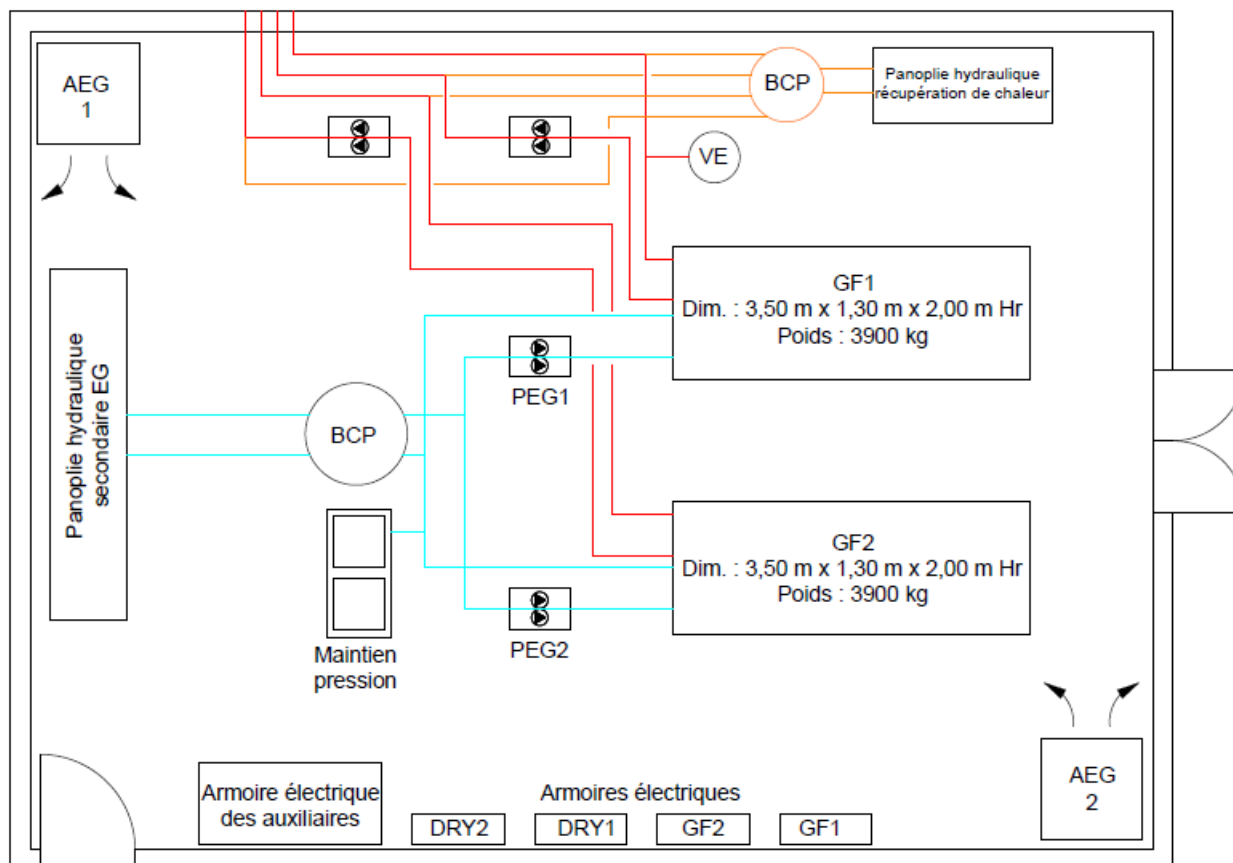 AEG
1
BCP
Panoplie hydraulique
récupération de chaleur
VE
GF1
Dim. : 3,50 m x 1,30 m x 2,00 m Hr
Poids : 3900 kg
PEG1
Panoplie hydraulique
secondaire EG
BCP
GF2
Dim. : 3,50 m x 1,30 m x 2,00 m Hr
Poids : 3900 kg
PEG2
Maintien
pression
Armoire électrique
des auxiliaires
Armoires électriques
DRY2
DRY1
GF2
GF1
AEG
2